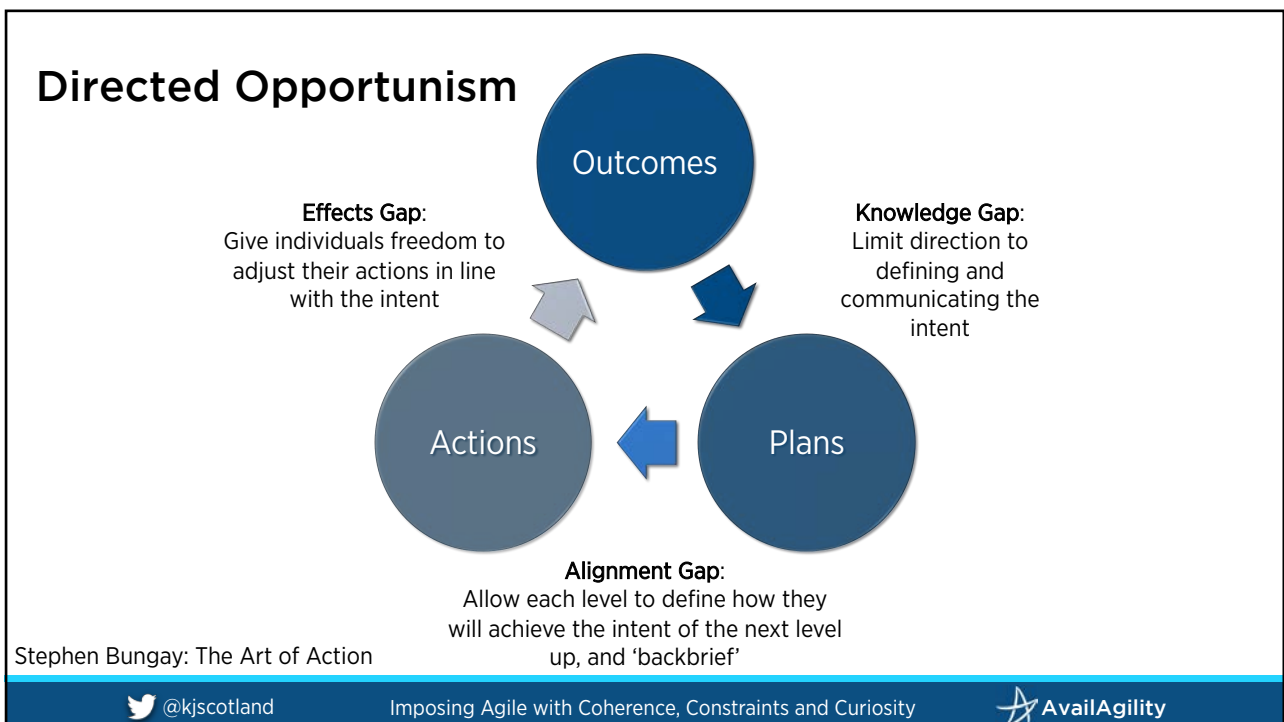 Directed Opportunism
Outcomes
Effects Gap:
Give individuals freedom to
adjust their actions in line
with the intent
Knowledge Gap:
Limit direction to
defining and
communicating the
intent
Actions
Plans
Alignment Gap:
Allow each level to define how they
will achieve the intent of the next level
up, and ‘backbrief’
Stephen Bungay: The Art of Action
@kjscotland
Imposing Agile with Coherence, Constraints and Curiosity
AvailAgility